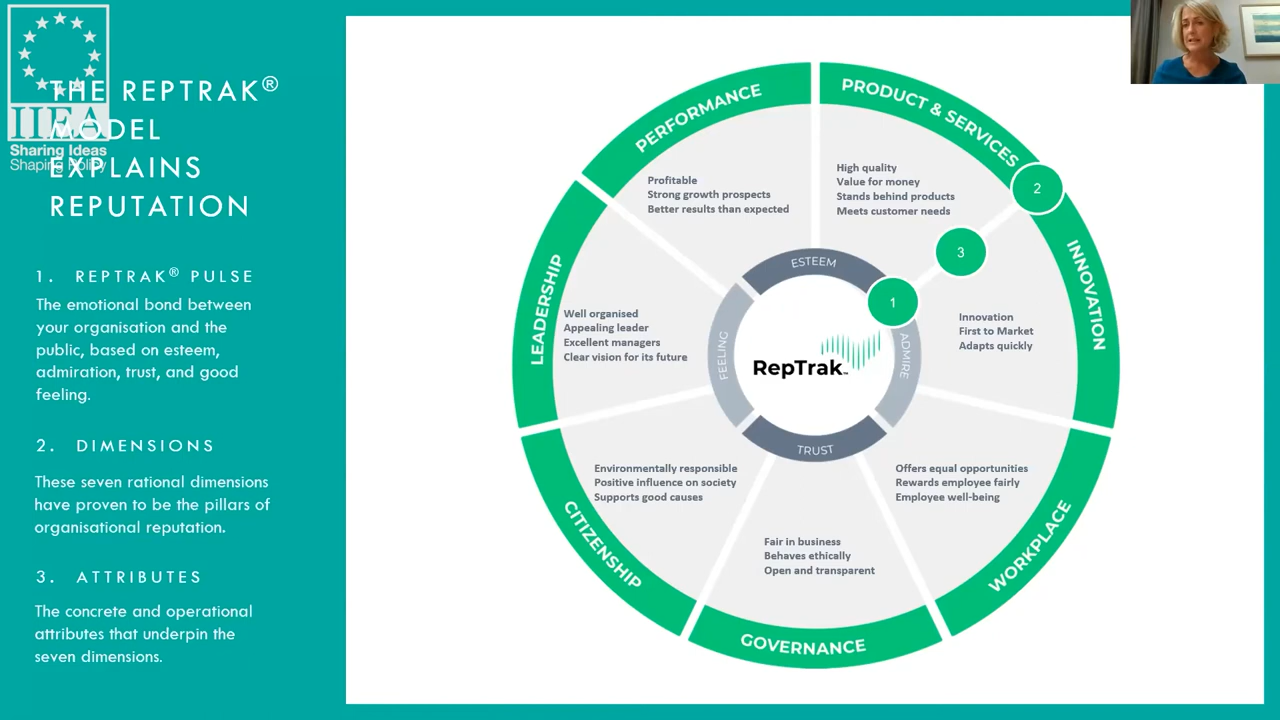 IIEA
Sharing Ideas
Shaping Policy
THE REPTRAK®
MODEL
EXPLAINS
REPUTATION
1. REPTRAK® PULSE
The emotional bond between
your organisation and the
public, based on esteem,
admiration, trust, and good
feeling.
2. DIMENSIONS
These seven rational dimensions
have proven to be the pillars of
organisational reputation.
3. ATTRIBUTES
The concrete and operational
attributes that underpin the
seven dimensions.
PERFORMANCE
Profitable
Strong growth prospects
Better results than expected
PRODUCT & SERVICES
High quality
Value for money
Stands behind products
Meets customer needs
2
3
1
INNOVATION
Innovation
First to Market
Adapts quickly
LEADERSHIP
Well organised
Appealing leader
Excellent managers
Clear vision for its future
ESTEEM
FEELING
ADMIRE
TRUST
RepTrak™
CITIZENSHIP
Environmentally responsible
Positive influence on society
Supports good causes
WORKPLACE
Offers equal opportunities
Rewards employee fairly
Employee well-being
GOVERNANCE
Fair in business
Behaves ethically
Open and transparent